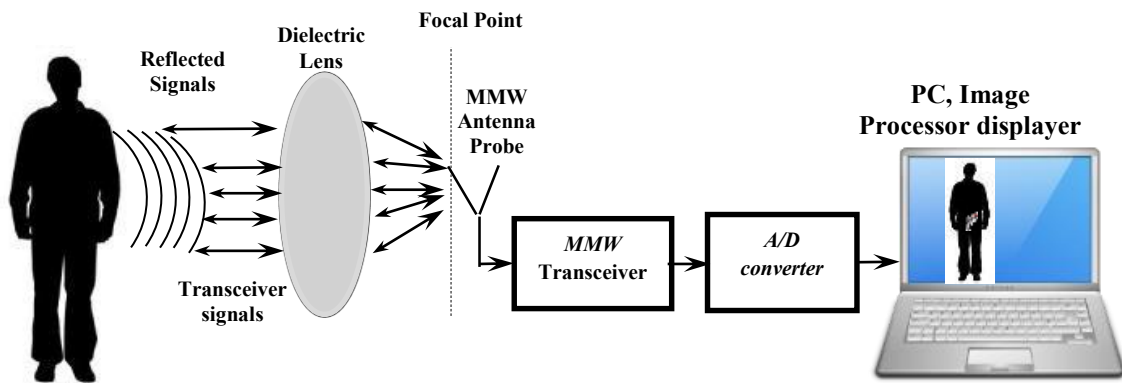 Focal Point
Dielectric
Lens
Reflected
Signals
MMW
Antenna
Probe
PC, Image
Processor displayer
MMW
Transceiver
A/D
converter
Transceiver
signals